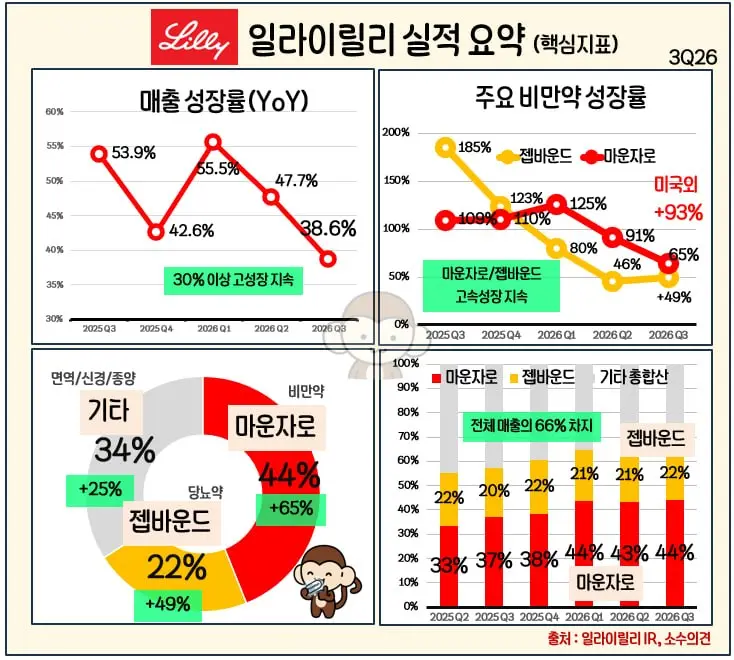 Lilly 일라이릴리 실적 요약 (핵심지표)
3Q26
매출 성장률(YoY)
60%
55%
50%
45%
40%
35%
30%
53.9%
42.6%
55.5%
47.7%
38.6%
30% 이상 고성장 지속
2025 Q3 2025 Q4 2026 Q1 2026 Q2 2026 Q3
주요 비만약 성장률
200%
150%
100%
50%
0%
젭바운드 마운자로
미국외
+93%
185%
123%
80%
46%
+49%
109%
110%
125%
91%
65%
마운자로/젭바운드
고속성장 지속
2025 Q3 2025 Q4 2026 Q1 2026 Q2 2026 Q3
면역/신경/종양
기타
34%
+25%
비만약
마운자로
44%
+65%
당뇨약
젭바운드
22%
+49%
100%
90%
80%
70%
60%
50%
40%
30%
20%
10%
0%
마운자로 젭바운드 기타 총합산
전체 매출의 66% 차지
젭바운드
22% 20% 22% 21% 21% 22%
33% 37% 38% 44% 43% 44%
마운자로
2025 Q2 2025 Q3 2025 Q4 2026 Q1 2026 Q2 2026 Q3
출처 : 일라이릴리 IR, 소수의견